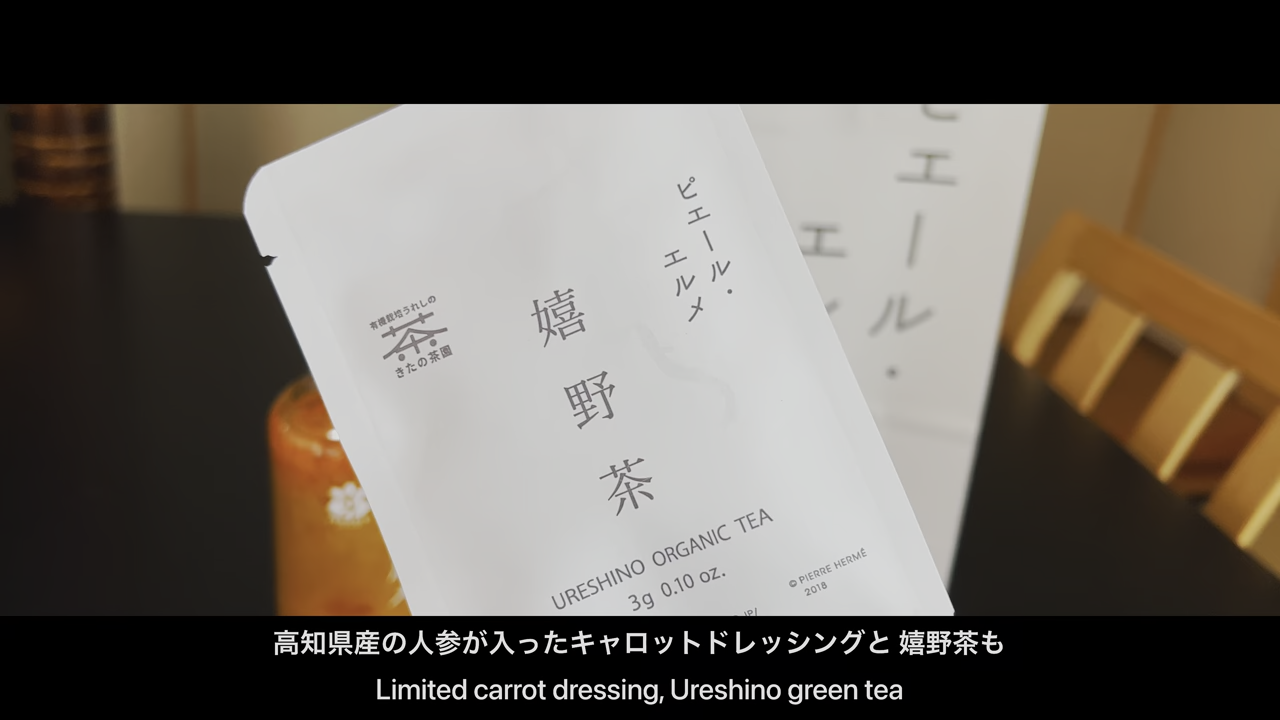 ピエール・
エルメ
ピエール・
有機栽培うれしの
茶
きたの茶園
嬉野茶
URESHINO ORGANIC TEA
3g 0.10 oz.
© PIERRE HERMÉ
2018
高知県産の人参が入ったキャロットドレッシングと 嬉野茶も
Limited carrot dressing, Ureshino green tea